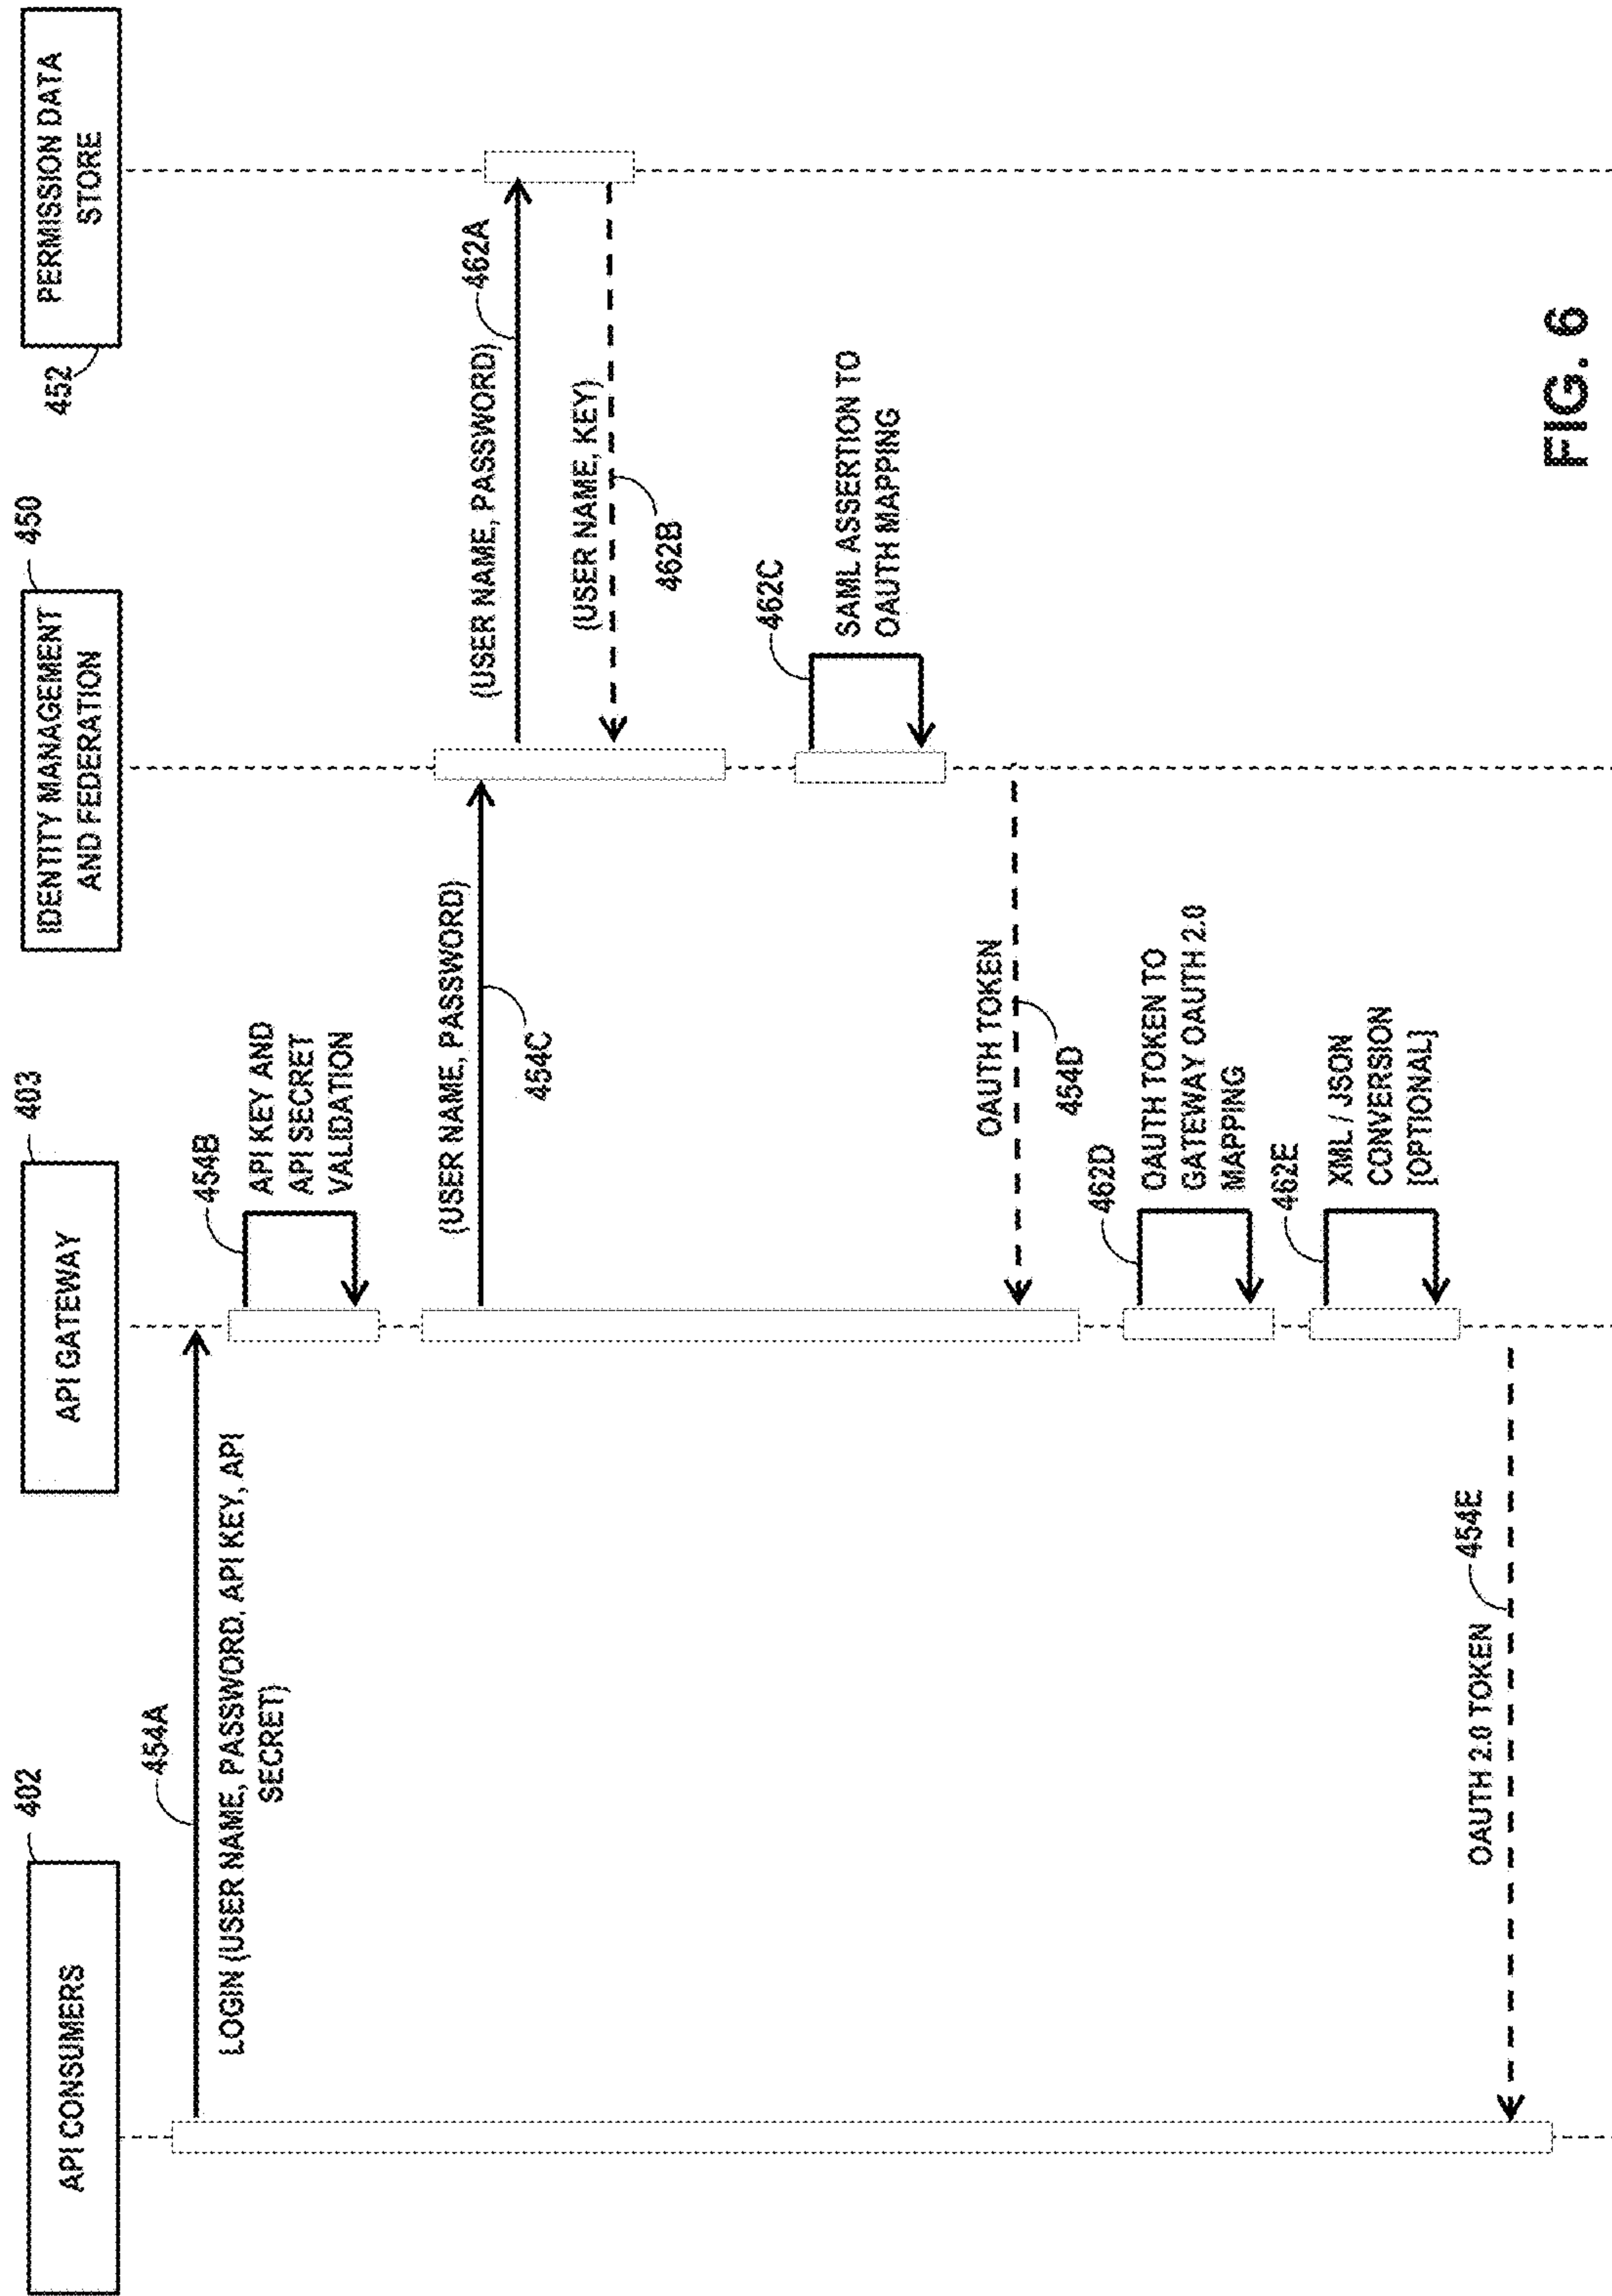 402
API CONSUMERS
403
API GATEWAY
450
IDENTITY MANAGEMENT
AND FEDERATION
452
PERMISSION DATA
STORE
454A
LOGIN (USER NAME, PASSWORD, API KEY, API
SECRET)
454B
API KEY AND
API SECRET
VALIDATION
(USER NAME, PASSWORD)
454C
(USER NAME, PASSWORD)
462A
(USER NAME, KEY)
462B
462C
SAML ASSERTION TO
OAUTH MAPPING
OAUTH TOKEN
454D
462D
OAUTH TOKEN TO
GATEWAY OAUTH 2.0
MAPPING
462E
XML / JSON
CONVERSION
[OPTIONAL]
OAUTH 2.0 TOKEN
454E
FIG. 6